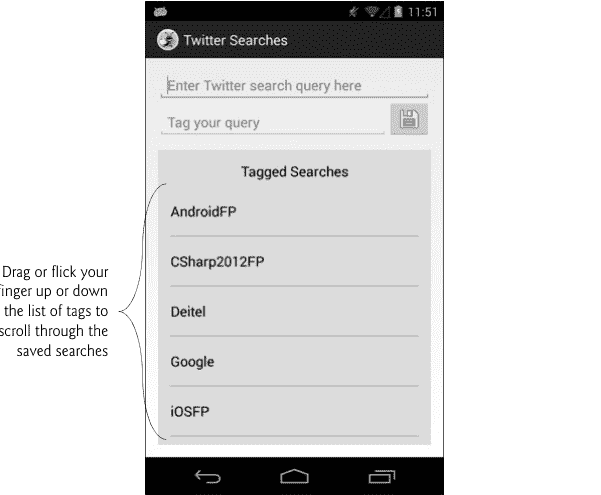 11:51
Twitter Searches
Enter Twitter search query here
Tag your query
Tagged Searches
AndroidFP
CSharp2012FP
Deitel
Google
iOSFP
Drag or flick your
finger up or down
the list of tags to
scroll through the
saved searches